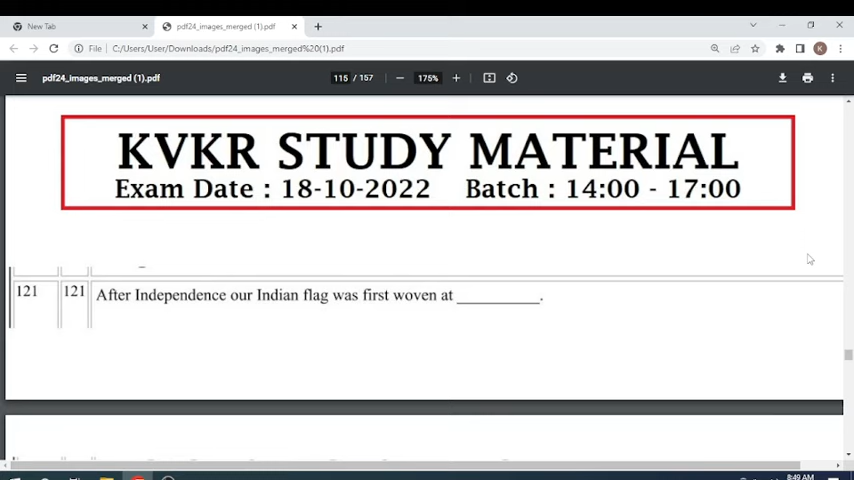 New Tab
pdf24_images_merged (1).pdf
File
C:/Users/User/Downloads/pdf24_images_merged%20(1).pdf
K
pdf24_images_merged (1).pdf
115 / 157
175%
KVKR STUDY MATERIAL
Exam Date : 18-10-2022 Batch : 14:00 - 17:00
121 121 After Independence our Indian flag was first woven at __________.
8:49 AM